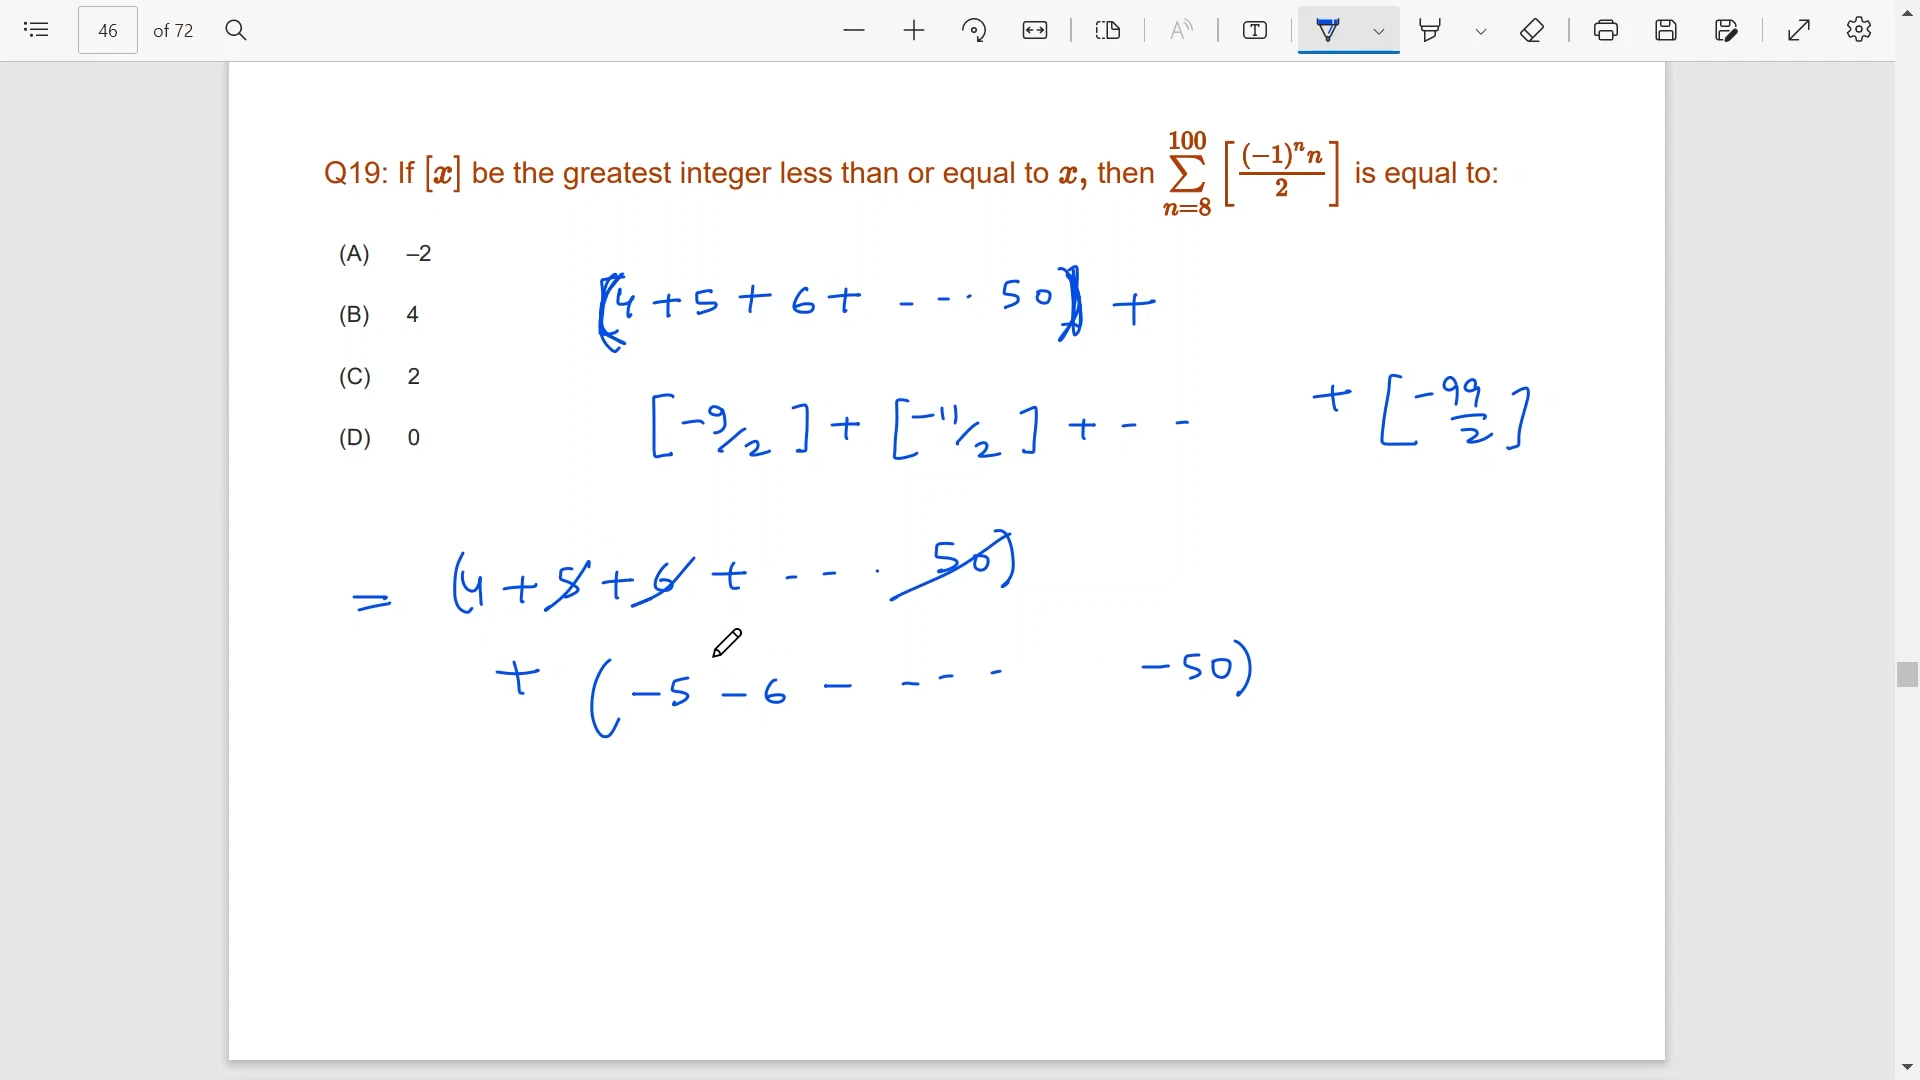 46 of 72
Q19: If [x] be the greatest integer less than or equal to x, then \sum_{n=8}^{100} [\frac{(-1)^n n}{2}] is equal to:
(A) –2
(B) 4
(C) 2
(D) 0
(4 + 5 + 6 + - - ·· 50) +
[-9/2] + [-11/2] + - - + [-99/2]
= (4 + 5 + 6 + - - · 50)
+ (-5 - 6 - - - - -50)